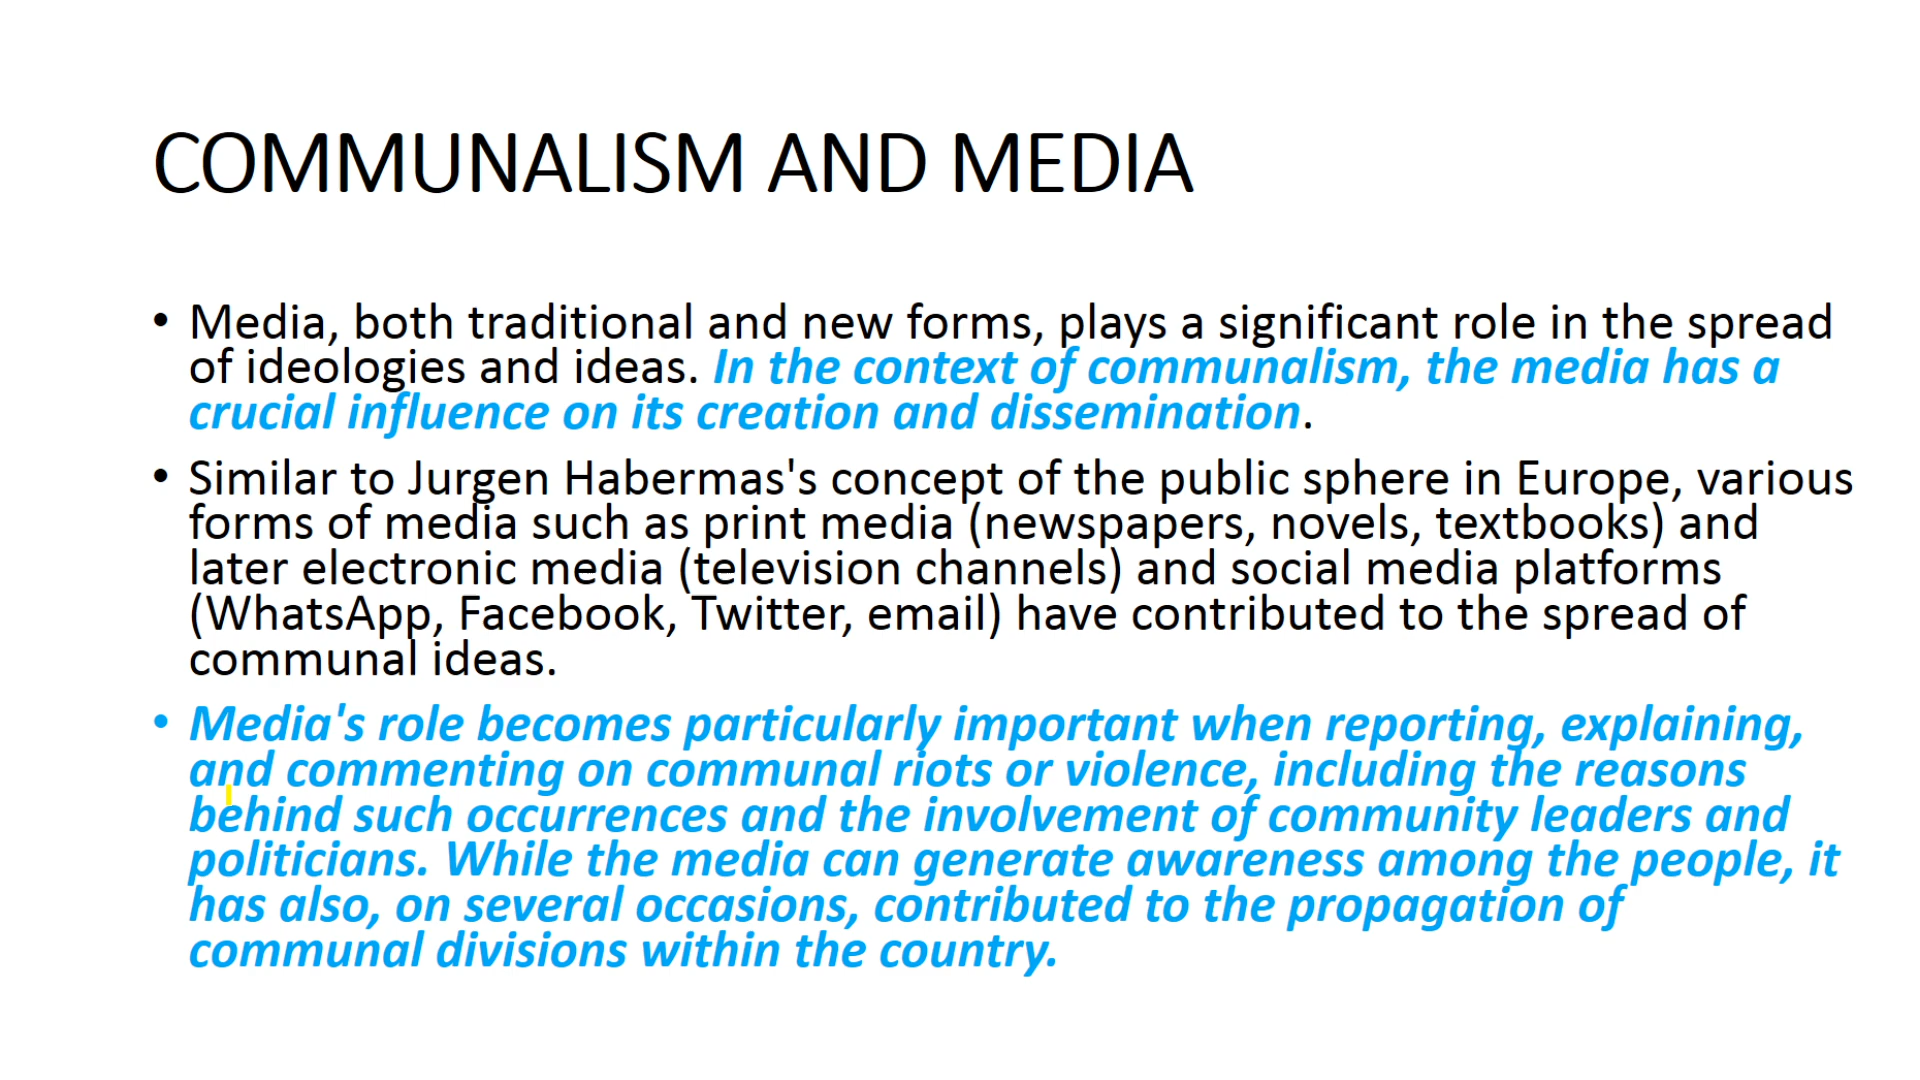 COMMUNALISM AND MEDIA
• Media, both traditional and new forms, plays a significant role in the spread
of ideologies and ideas. In the context of communalism, the media has a
crucial influence on its creation and dissemination.
• Similar to Jurgen Habermas's concept of the public sphere in Europe, various
forms of media such as print media (newspapers, novels, textbooks) and
later electronic media (television channels) and social media platforms
(WhatsApp, Facebook, Twitter, email) have contributed to the spread of
communal ideas.
• Media's role becomes particularly important when reporting, explaining,
and commenting on communal riots or violence, including the reasons
behind such occurrences and the involvement of community leaders and
politicians. While the media can generate awareness among the people, it
has also, on several occasions, contributed to the propagation of
communal divisions within the country.